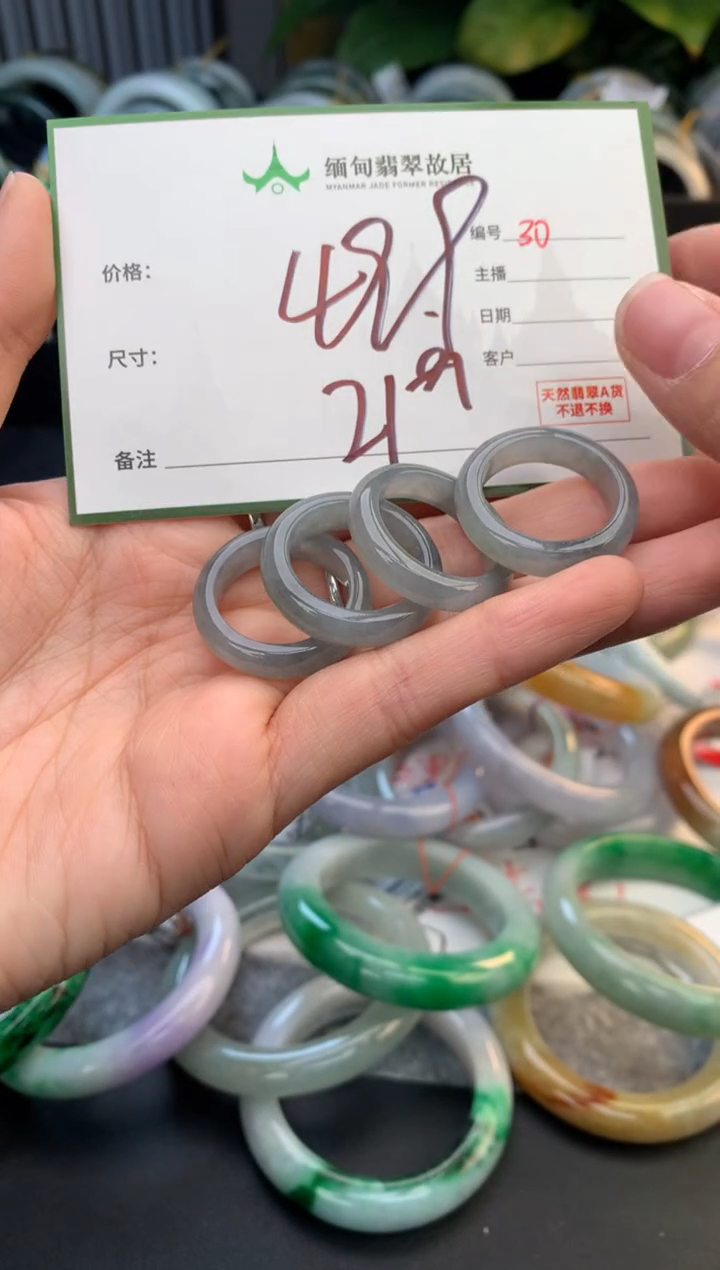 缅甸翡翠故居
MYANMAR JADE FORMER RESIDENCE
编号 30
价格：
主播
日期
尺寸：
客户
天然翡翠A货
不退不换
备注